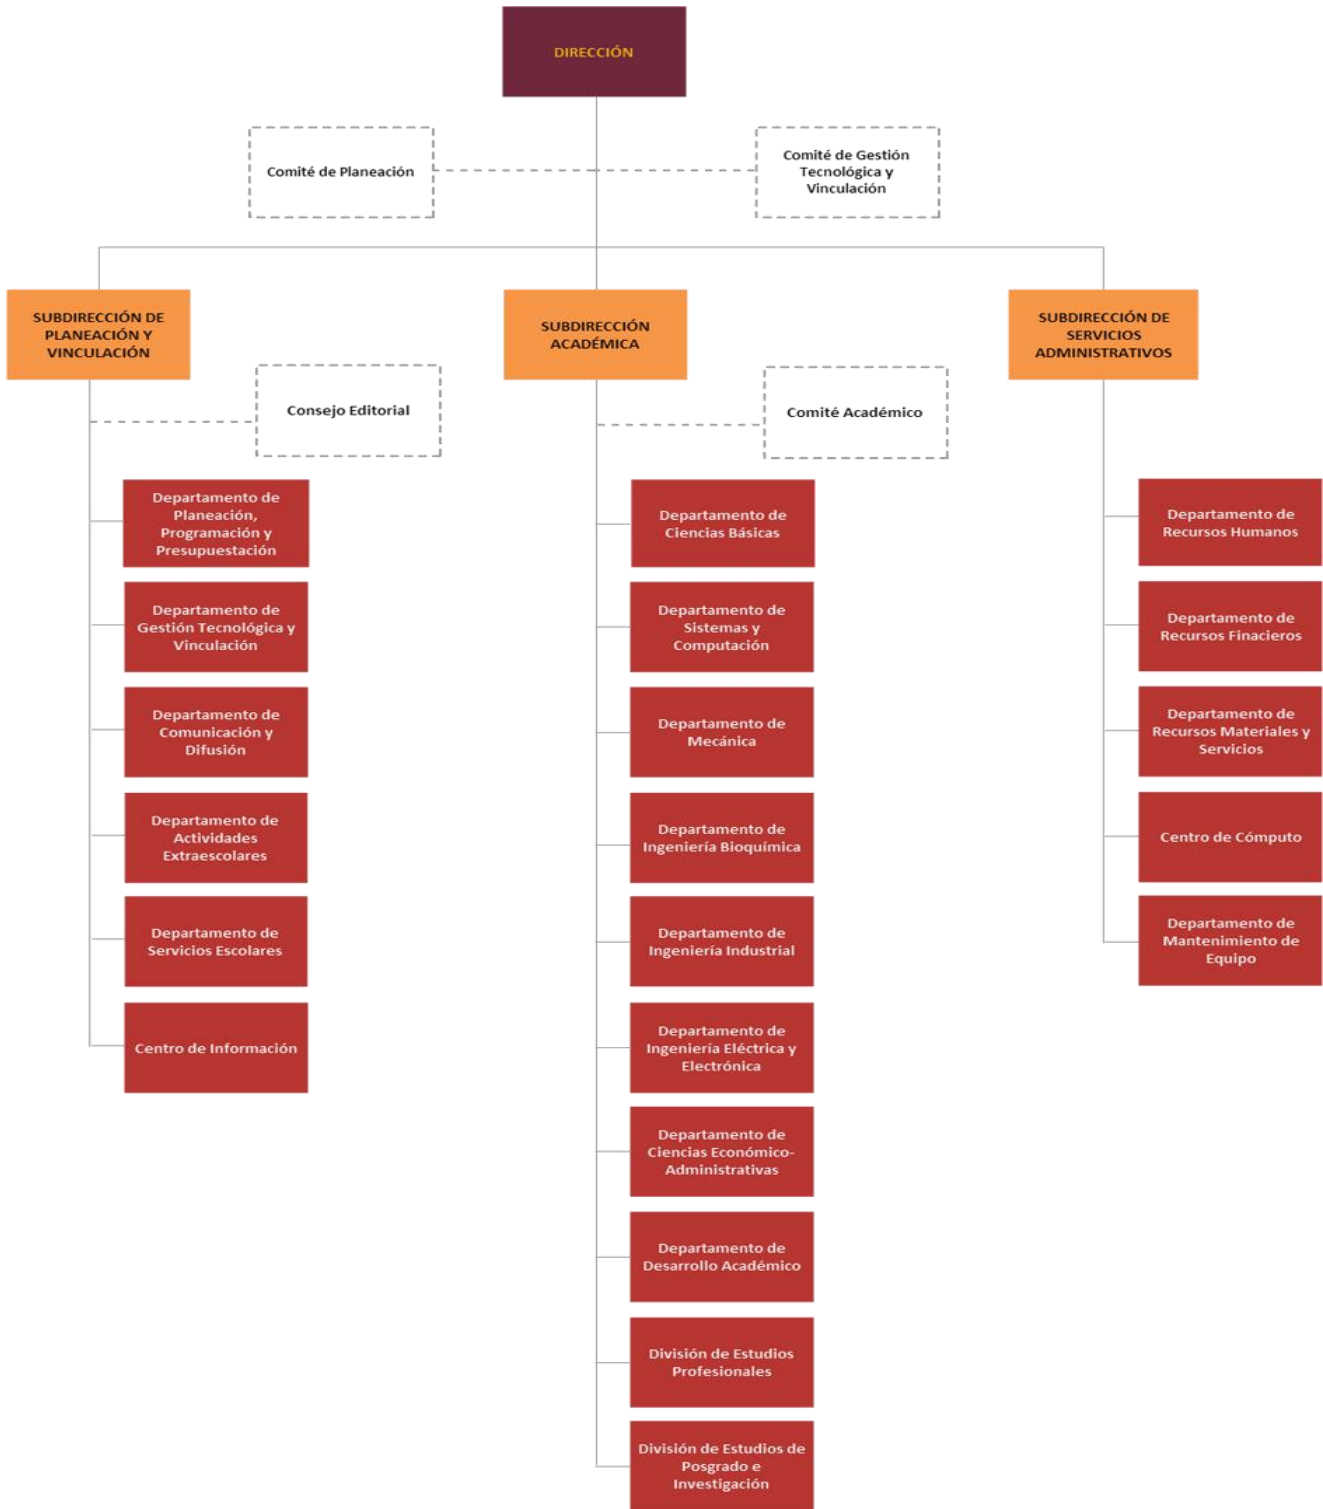 DIRECCIÓN
Comité de Planeación
Comité de Gestión
Tecnológica y
Vinculación
SUBDIRECCIÓN DE
PLANEACIÓN Y
VINCULACIÓN
SUBDIRECCIÓN
ACADÉMICA
SUBDIRECCIÓN DE
SERVICIOS
ADMINISTRATIVOS
Consejo Editorial
Comité Académico
Departamento de
Planeación,
Programación y
Presupuestación
Departamento de
Gestión Tecnológica y
Vinculación
Departamento de
Comunicación y
Difusión
Departamento de
Actividades
Extraescolares
Departamento de
Servicios Escolares
Centro de Información
Departamento de
Ciencias Básicas
Departamento de
Sistemas y
Computación
Departamento de
Mecánica
Departamento de
Ingeniería Bioquímica
Departamento de
Ingeniería Industrial
Departamento de
Ingeniería Eléctrica y
Electrónica
Departamento de
Ciencias Económico-
Administrativas
Departamento de
Desarrollo Académico
División de Estudios
Profesionales
División de Estudios de
Posgrado e
Investigación
Departamento de
Recursos Humanos
Departamento de
Recursos Finacieros
Departamento de
Recursos Materiales y
Servicios
Centro de Cómputo
Departamento de
Mantenimiento de
Equipo